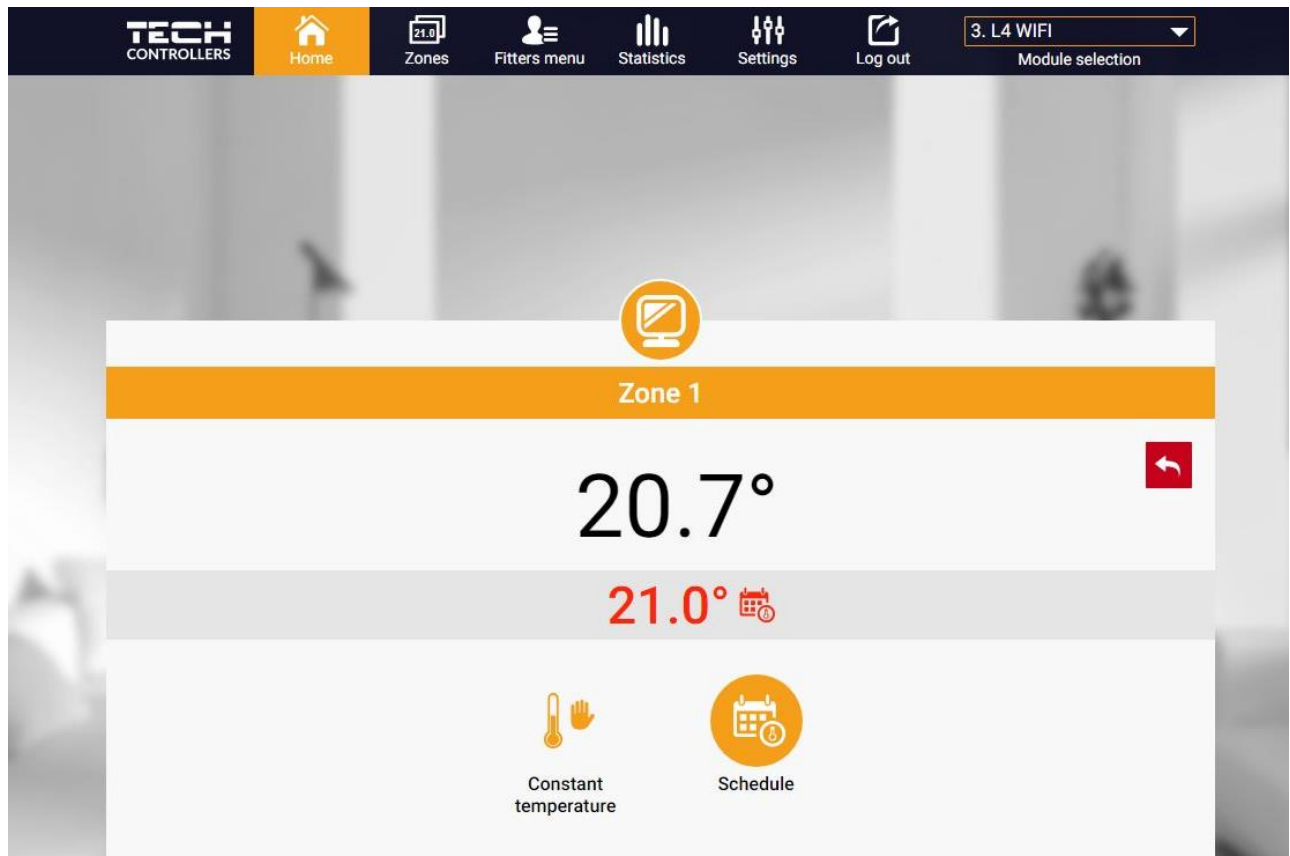 TECH
CONTROLLERS
Home
21.0
Zones
Fitters menu
Statistics
Settings
Log out
3. L4 WIFI
Module selection
Zone 1
20.7°
21.0°
Constant
temperature
Schedule